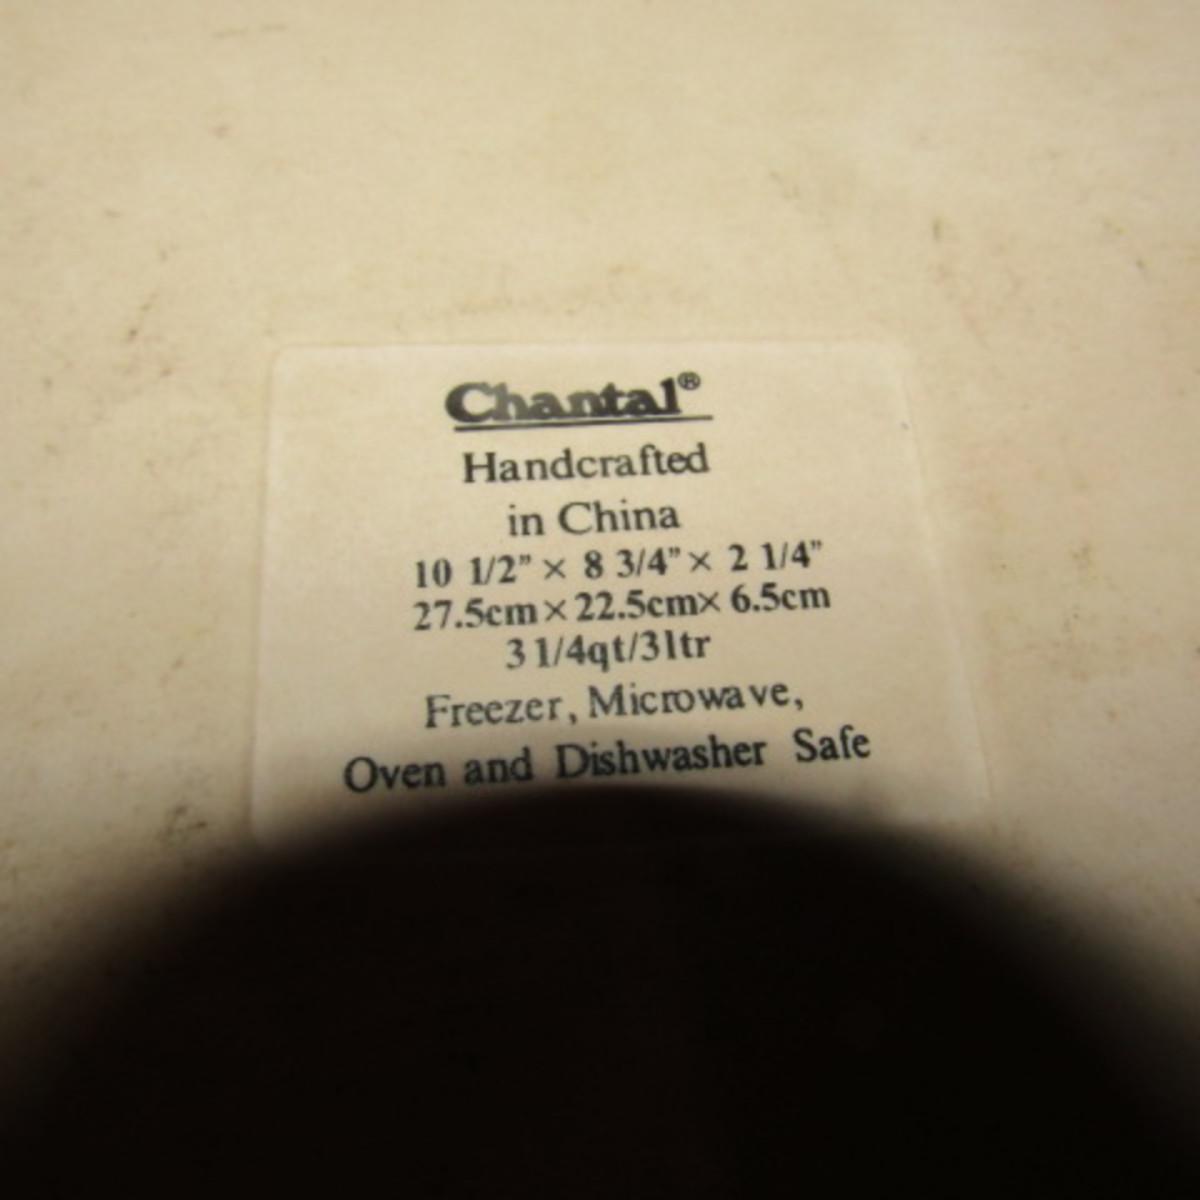 Chantal®
Handcrafted
in China
10 1/2” × 8 3/4” × 2 1/4”
27.5cm × 22.5cm × 6.5cm
3 1/4qt/3ltr
Freezer, Microwave,
Oven and Dishwasher Safe